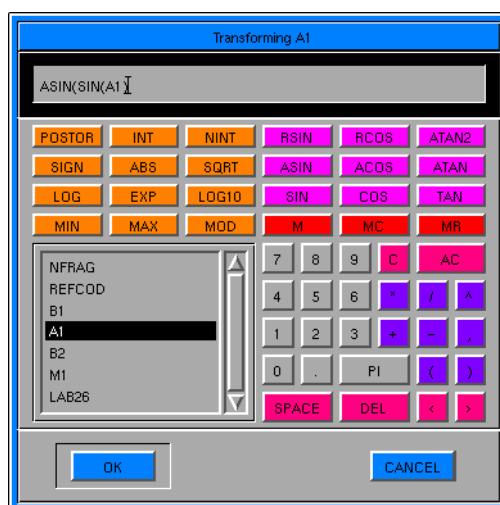 Transforming A1
ASIN(SIN(A1)
POSTOR INT NINT RSIN RCOS ATAN2
SIGN ABS SQRT ASIN ACOS ATAN
LOG EXP LOG10 SIN COS TAN
MIN MAX MOD M MC MR
NFRAG
REFCOD
B1
A1
B2
M1
LAB26
7 8 9 C AC
4 5 6 * / ^
1 2 3 + - ,
0 . PI ( )
SPACE DEL < >
OK CANCEL